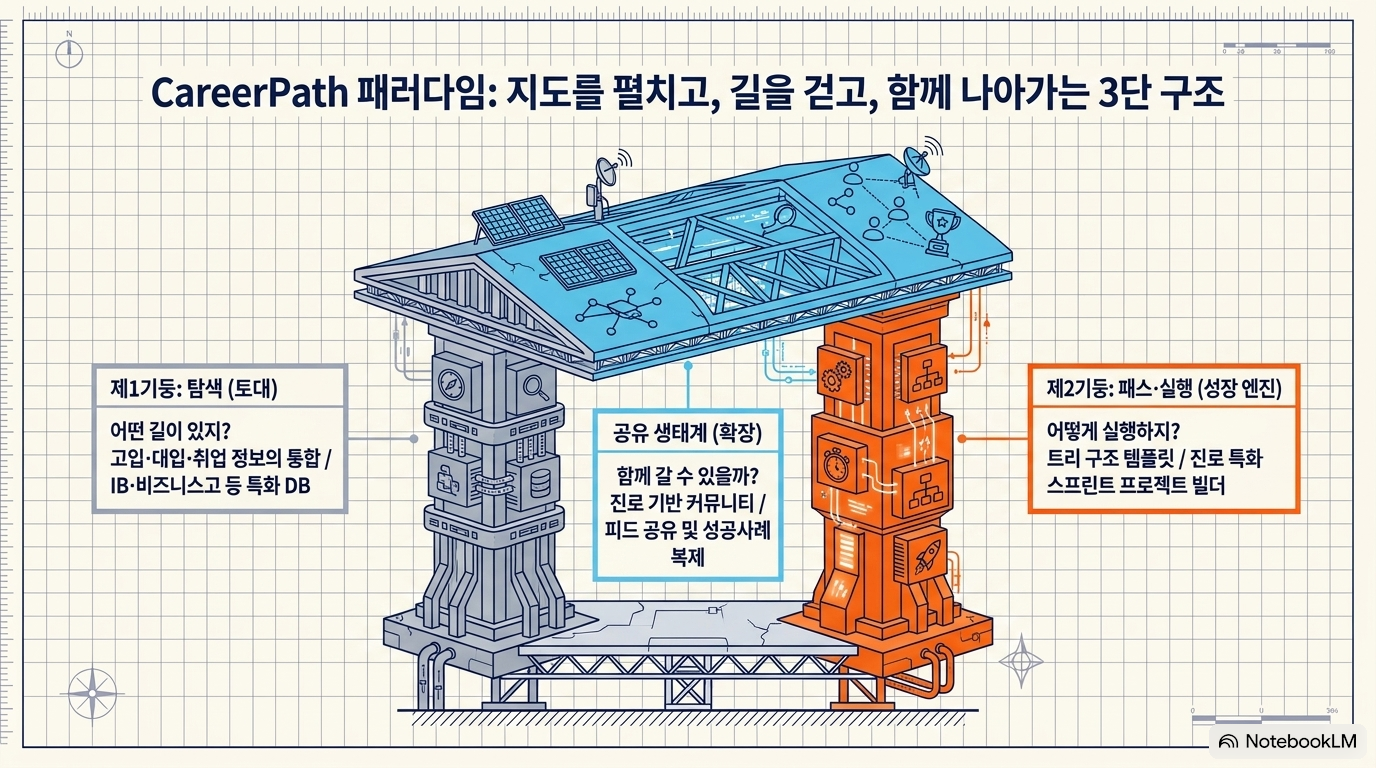 N
0 30 100
CareerPath 패러다임: 지도를 펼치고, 길을 걷고, 함께 나아가는 3단 구조
제1기둥: 탐색 (토대)
어떤 길이 있지?
고입·대입·취업 정보의 통합 /
IB·비즈니스고 등 특화 DB
공유 생태계 (확장)
함께 갈 수 있을까?
진로 기반 커뮤니티 /
피드 공유 및 성공사례
복제
제2기둥: 패스·실행 (성장 엔진)
어떻게 실행하지?
트리 구조 템플릿 / 진로 특화
스프린트 프로젝트 빌더
NotebookLM